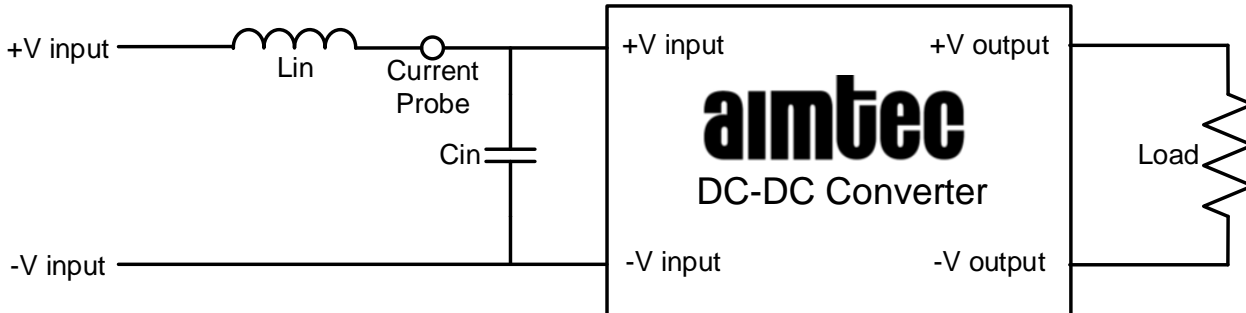 +V input
Lin
Current
Probe
Cin
-V input
+V input
+V output
aimtec
DC-DC Converter
-V input
-V output
Load